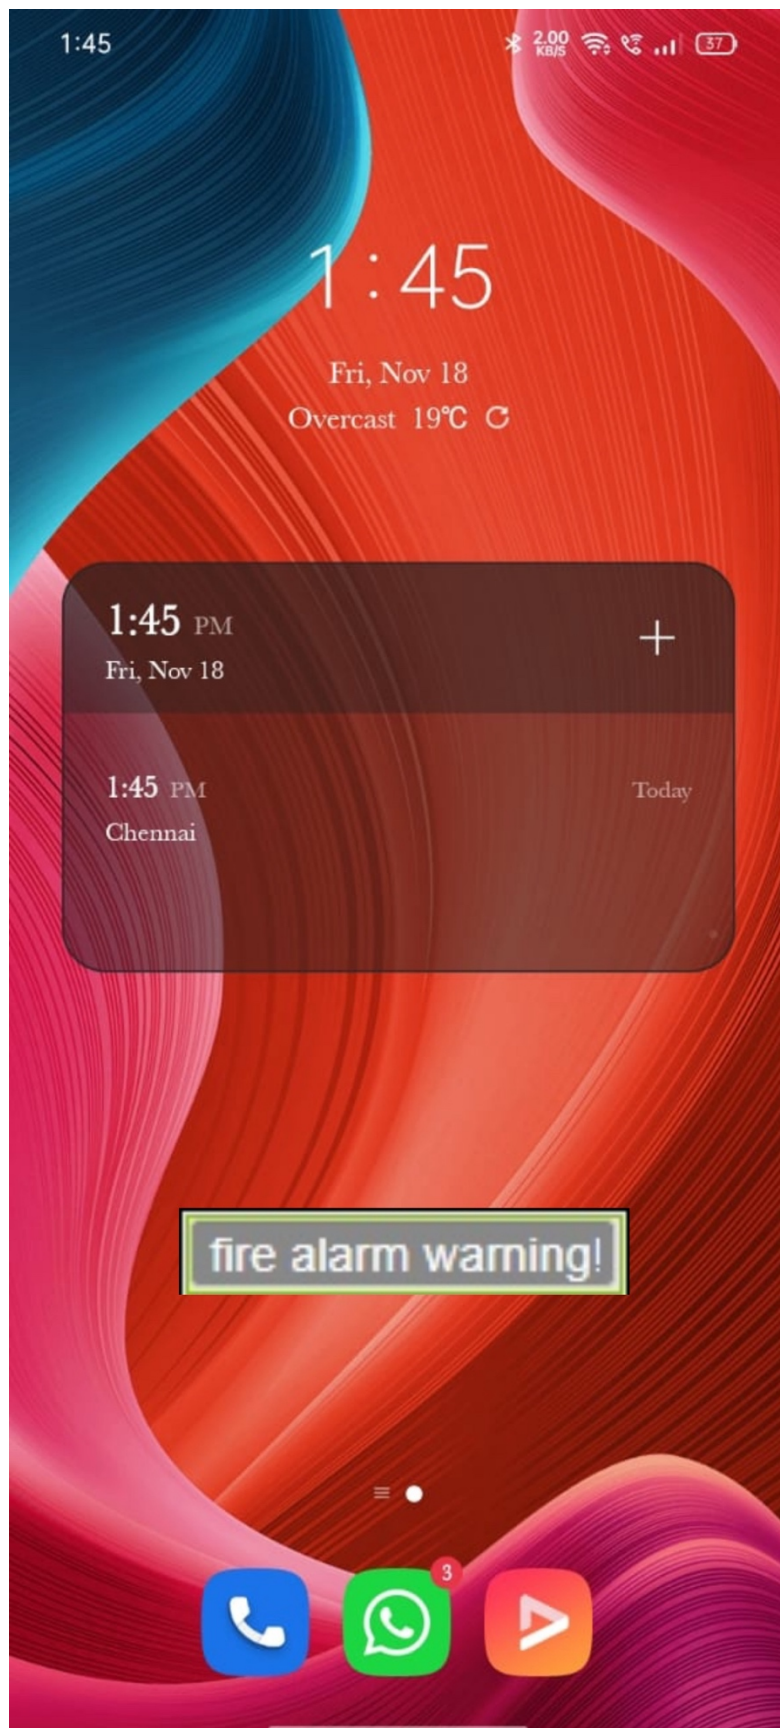 1:45
2.00
KB/S
37
1:45
Fri, Nov 18
Overcast 19℃
1:45 PM
Fri, Nov 18
1:45 PM
Today
Chennai
fire alarm warning!
3